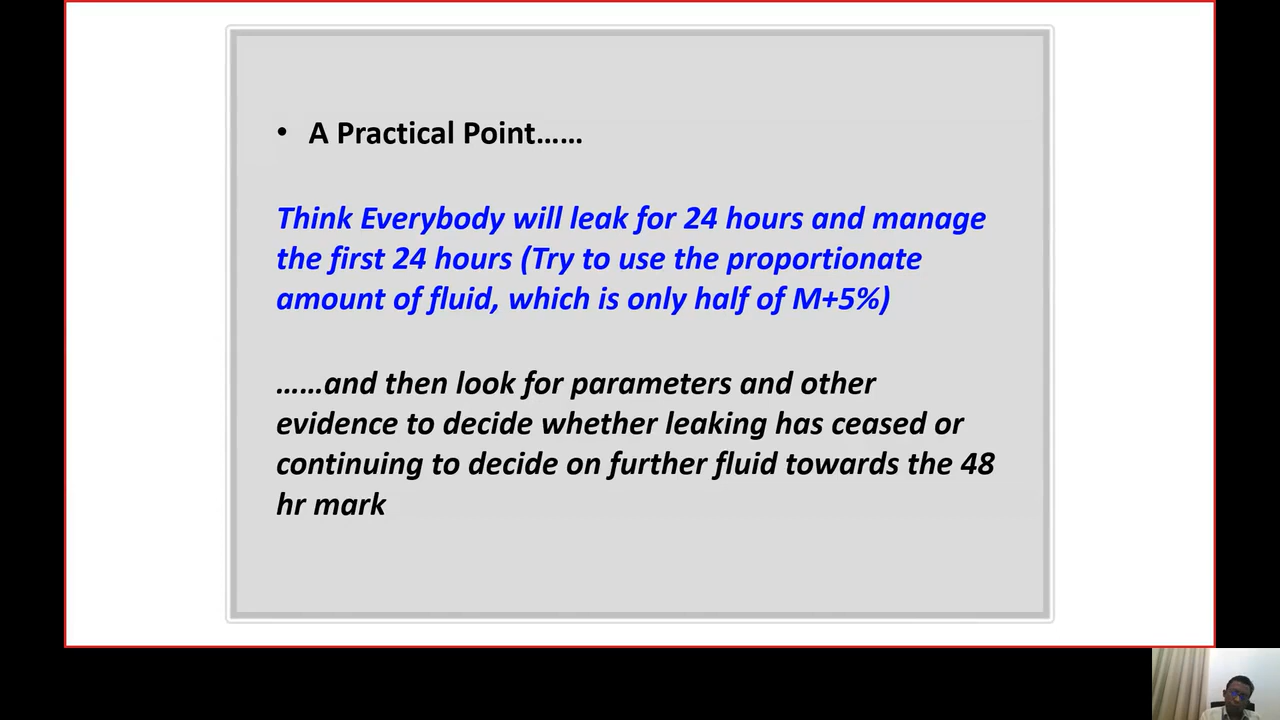 • A Practical Point……
Think Everybody will leak for 24 hours and manage
the first 24 hours (Try to use the proportionate
amount of fluid, which is only half of M+5%)
……and then look for parameters and other
evidence to decide whether leaking has ceased or
continuing to decide on further fluid towards the 48
hr mark